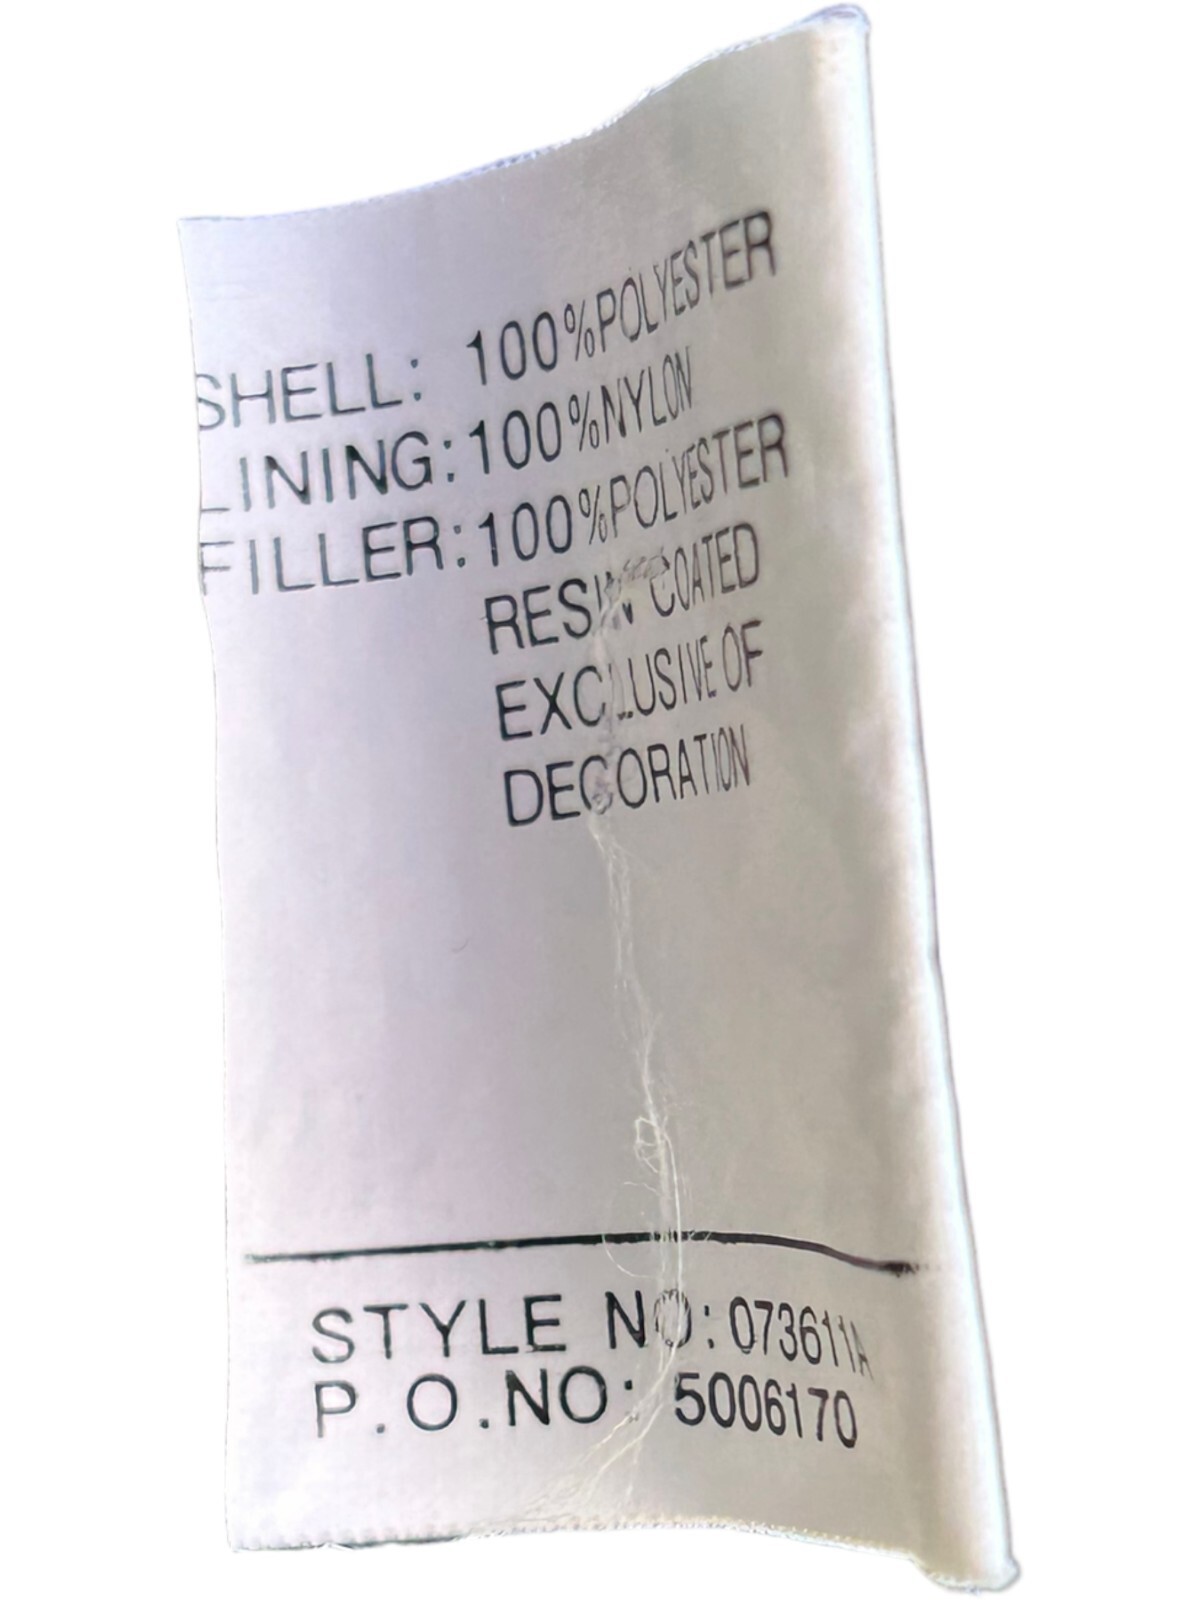 SHELL: 100%POLYESTER
LINING:100%NYLON
FILLER:100%POLYESTER
RESIN COATED
EXCLUSIVE OF
DECORATION
STYLE NO: 073611A
P.O.NO: 5006170